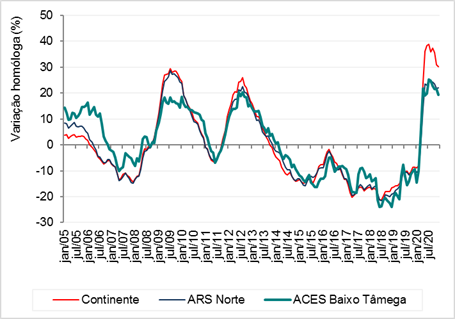 Variação homóloga (%)
50
40
30
20
10
0
-10
-20
-30
jan/05
jul/05
jan/06
jul/06
jan/07
jul/07
jan/08
jul/08
jan/09
jul/09
jan/10
jul/10
jan/11
jul/11
jan/12
jul/12
jan/13
jul/13
jan/14
jul/14
jan/15
jul/15
jan/16
jul/16
jan/17
jul/17
jan/18
jul/18
jan/19
jul/19
jan/20
jul/20
Continente
ARS Norte
ACES Baixo Tâmega